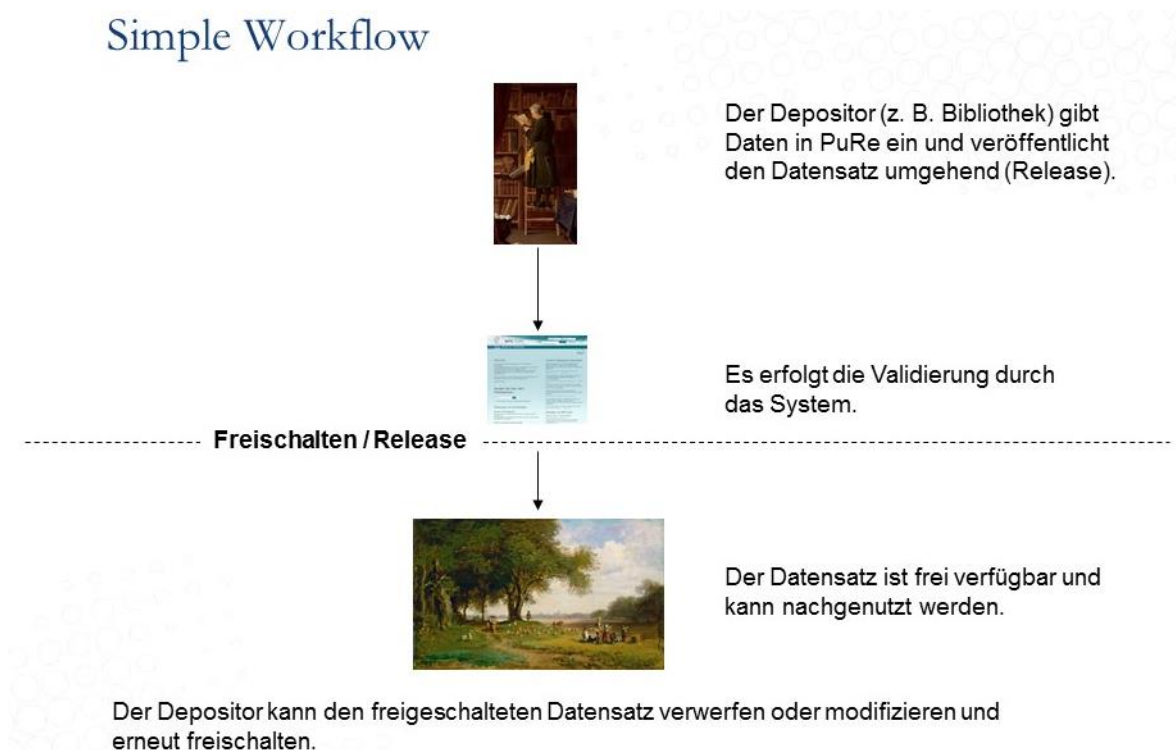 Simple Workflow
Der Depositor (z. B. Bibliothek) gibt
Daten in PuRe ein und veröffentlicht
den Datensatz umgehend (Release).
Es erfolgt die Validierung durch
das System.
Freischalten / Release
Der Datensatz ist frei verfügbar und
kann nachgenutzt werden.
Der Depositor kann den freigeschalteten Datensatz verwerfen oder modifizieren und
erneut freischalten.